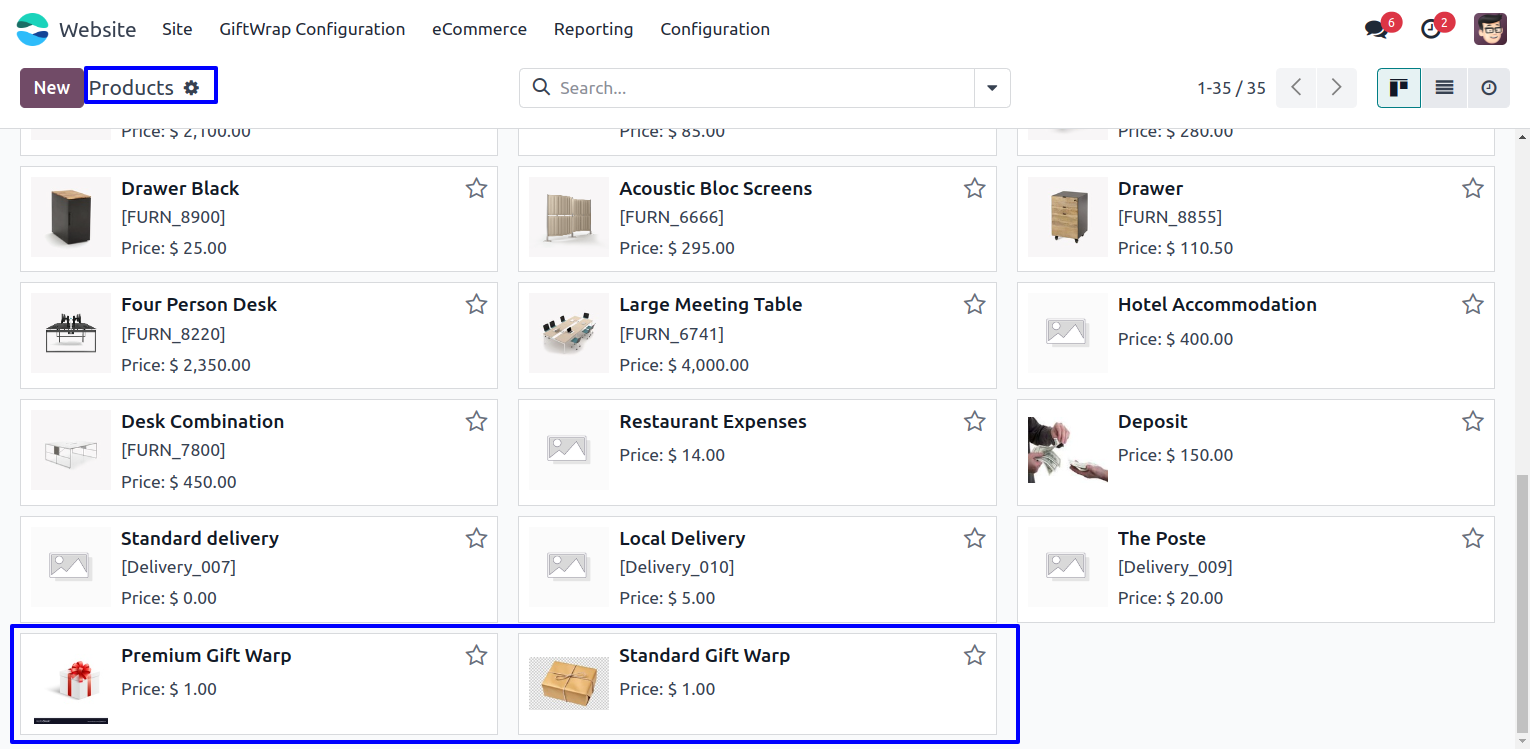 Website Site GiftWrap Configuration eCommerce Reporting Configuration 6 2
New Products Search... 1-35 / 35
Price: $ 2,100.00 Price: $ 85.00 Price: $ 280.00
Drawer Black Acoustic Bloc Screens Drawer
[FURN_8900] [FURN_6666] [FURN_8855]
Price: $ 25.00 Price: $ 295.00 Price: $ 110.50
Four Person Desk Large Meeting Table Hotel Accommodation
[FURN_8220] [FURN_6741] Price: $ 400.00
Price: $ 2,350.00 Price: $ 4,000.00
Desk Combination Restaurant Expenses Deposit
[FURN_7800] Price: $ 14.00 Price: $ 150.00
Price: $ 450.00
Standard delivery Local Delivery The Poste
[Delivery_007] [Delivery_010] [Delivery_009]
Price: $ 0.00 Price: $ 5.00 Price: $ 20.00
Premium Gift Warp Standard Gift Warp
Price: $ 1.00 Price: $ 1.00